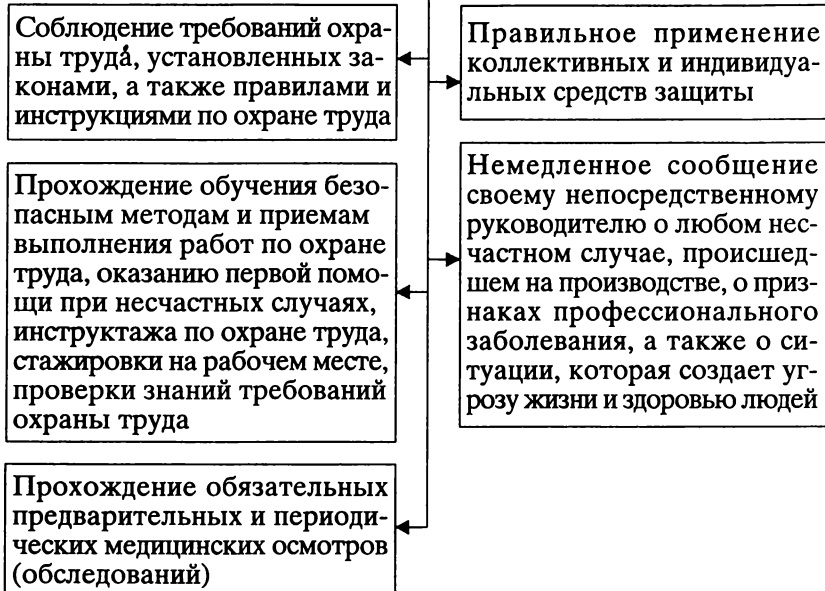 Соблюдение требований охра-
ны труда, установленных за-
конами, а также правилами и
инструкциями по охране труда
Правильное применение
коллективных и индивидуа-
льных средств защиты
Прохождение обучения безо-
пасным методам и приемам
выполнения работ по охране
труда, оказанию первой помо-
щи при несчастных случаях,
инструктажа по охране труда,
стажировки на рабочем месте,
проверки знаний требований
охраны труда
Немедленное сообщение
своему непосредственному
руководителю о любом нес-
частном случае, происшед-
шем на производстве, о приз-
наках профессионального
заболевания, а также о си-
туации, которая создает уг-
розу жизни и здоровью людей
Прохождение обязательных
предварительных и периоди-
ческих медицинских осмотров
(обследований)